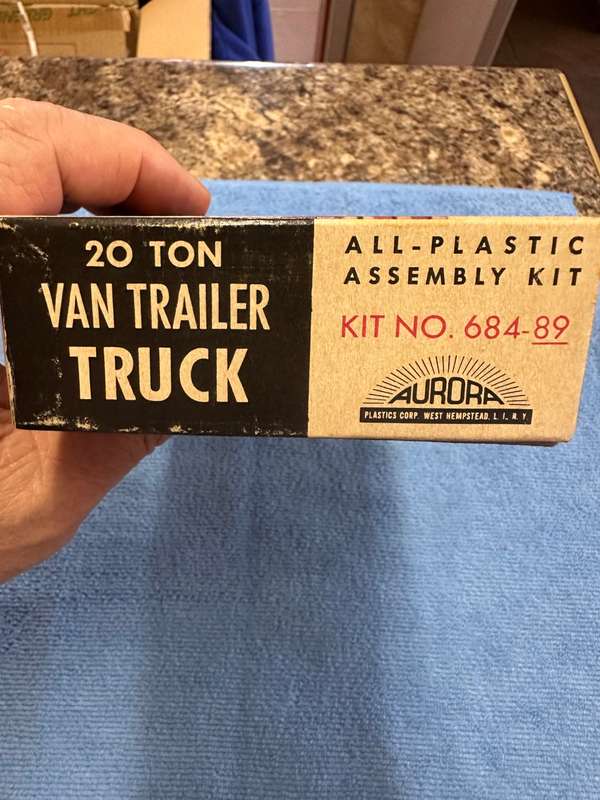 20 TON
VAN TRAILER
TRUCK
ALL-PLASTIC
ASSEMBLY KIT
KIT NO. 684-89
AURORA
PLASTICS CORP. WEST HEMPSTEAD, L. I., N. Y.